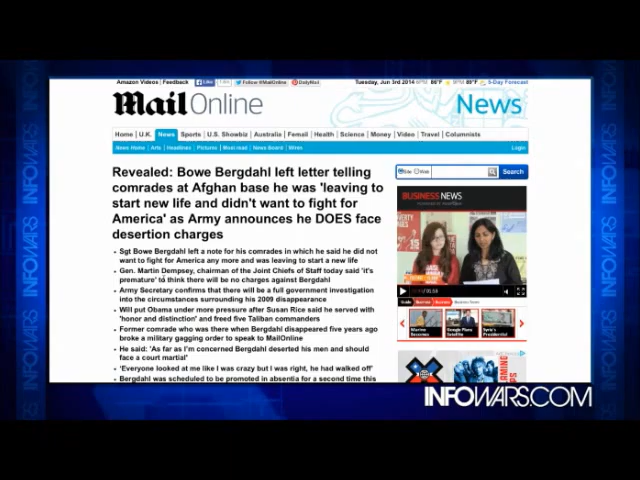 Amazon Videos | Feedback
Like
Follow @MailOnline
DailyMail
Tuesday, Jun 3rd 2014
5-Day Forecast
Mail Online
News
Home
U.K.
News
Sports
U.S. Showbiz
Australia
Femail
Health
Science
Money
Video
Travel
Columnists
News Home
Arts
Headlines
Pictures
Most read
News Board
Wires
Login
Site
Web
Search
Revealed: Bowe Bergdahl left letter telling
comrades at Afghan base he was 'leaving to
start new life and didn't want to fight for
America' as Army announces he DOES face
desertion charges
Sgt Bowe Bergdahl left a note for his comrades in which he said he did not
want to fight for America any more and was leaving to start a new life
Gen. Martin Dempsey, chairman of the Joint Chiefs of Staff today said 'it's
premature' to think there will be no charges against Bergdahl
Army Secretary confirms that there will be a full government investigation
into the circumstances surrounding his 2009 disappearance
Will put Obama under more pressure after Susan Rice said he served with
'honor and distinction' and freed five Taliban commanders
Former comrade who was there when Bergdahl disappeared five years ago
broke a military gagging order to speak to MailOnline
He said: 'As far as I'm concerned Bergdahl deserted his men and should
face a court martial'
'Everyone looked at me like I was crazy but I was right, he had walked off'
Bergdahl was scheduled to be promoted in absentia for a second time this
BUSINESS NEWS
INFOWARS
INFOWARS
INFOWARS
INFOWARS
INFOWARS.COM